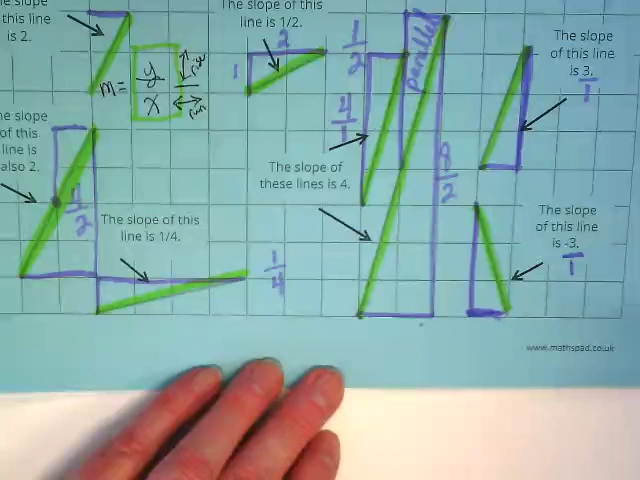 he slope
this line
is 2.
m = y/x rise/run
The slope of this
line is 1/2.
2
1
1/2
parallel
The slope
of this line
is 3.
1
4/1
he slope
of this
line is
also 2.
4/2
The slope of
these lines is 4.
8/2
The slope of this
line is 1/4.
1/4
The slope
of this line
is -3.
1
www.mathspad.co.uk